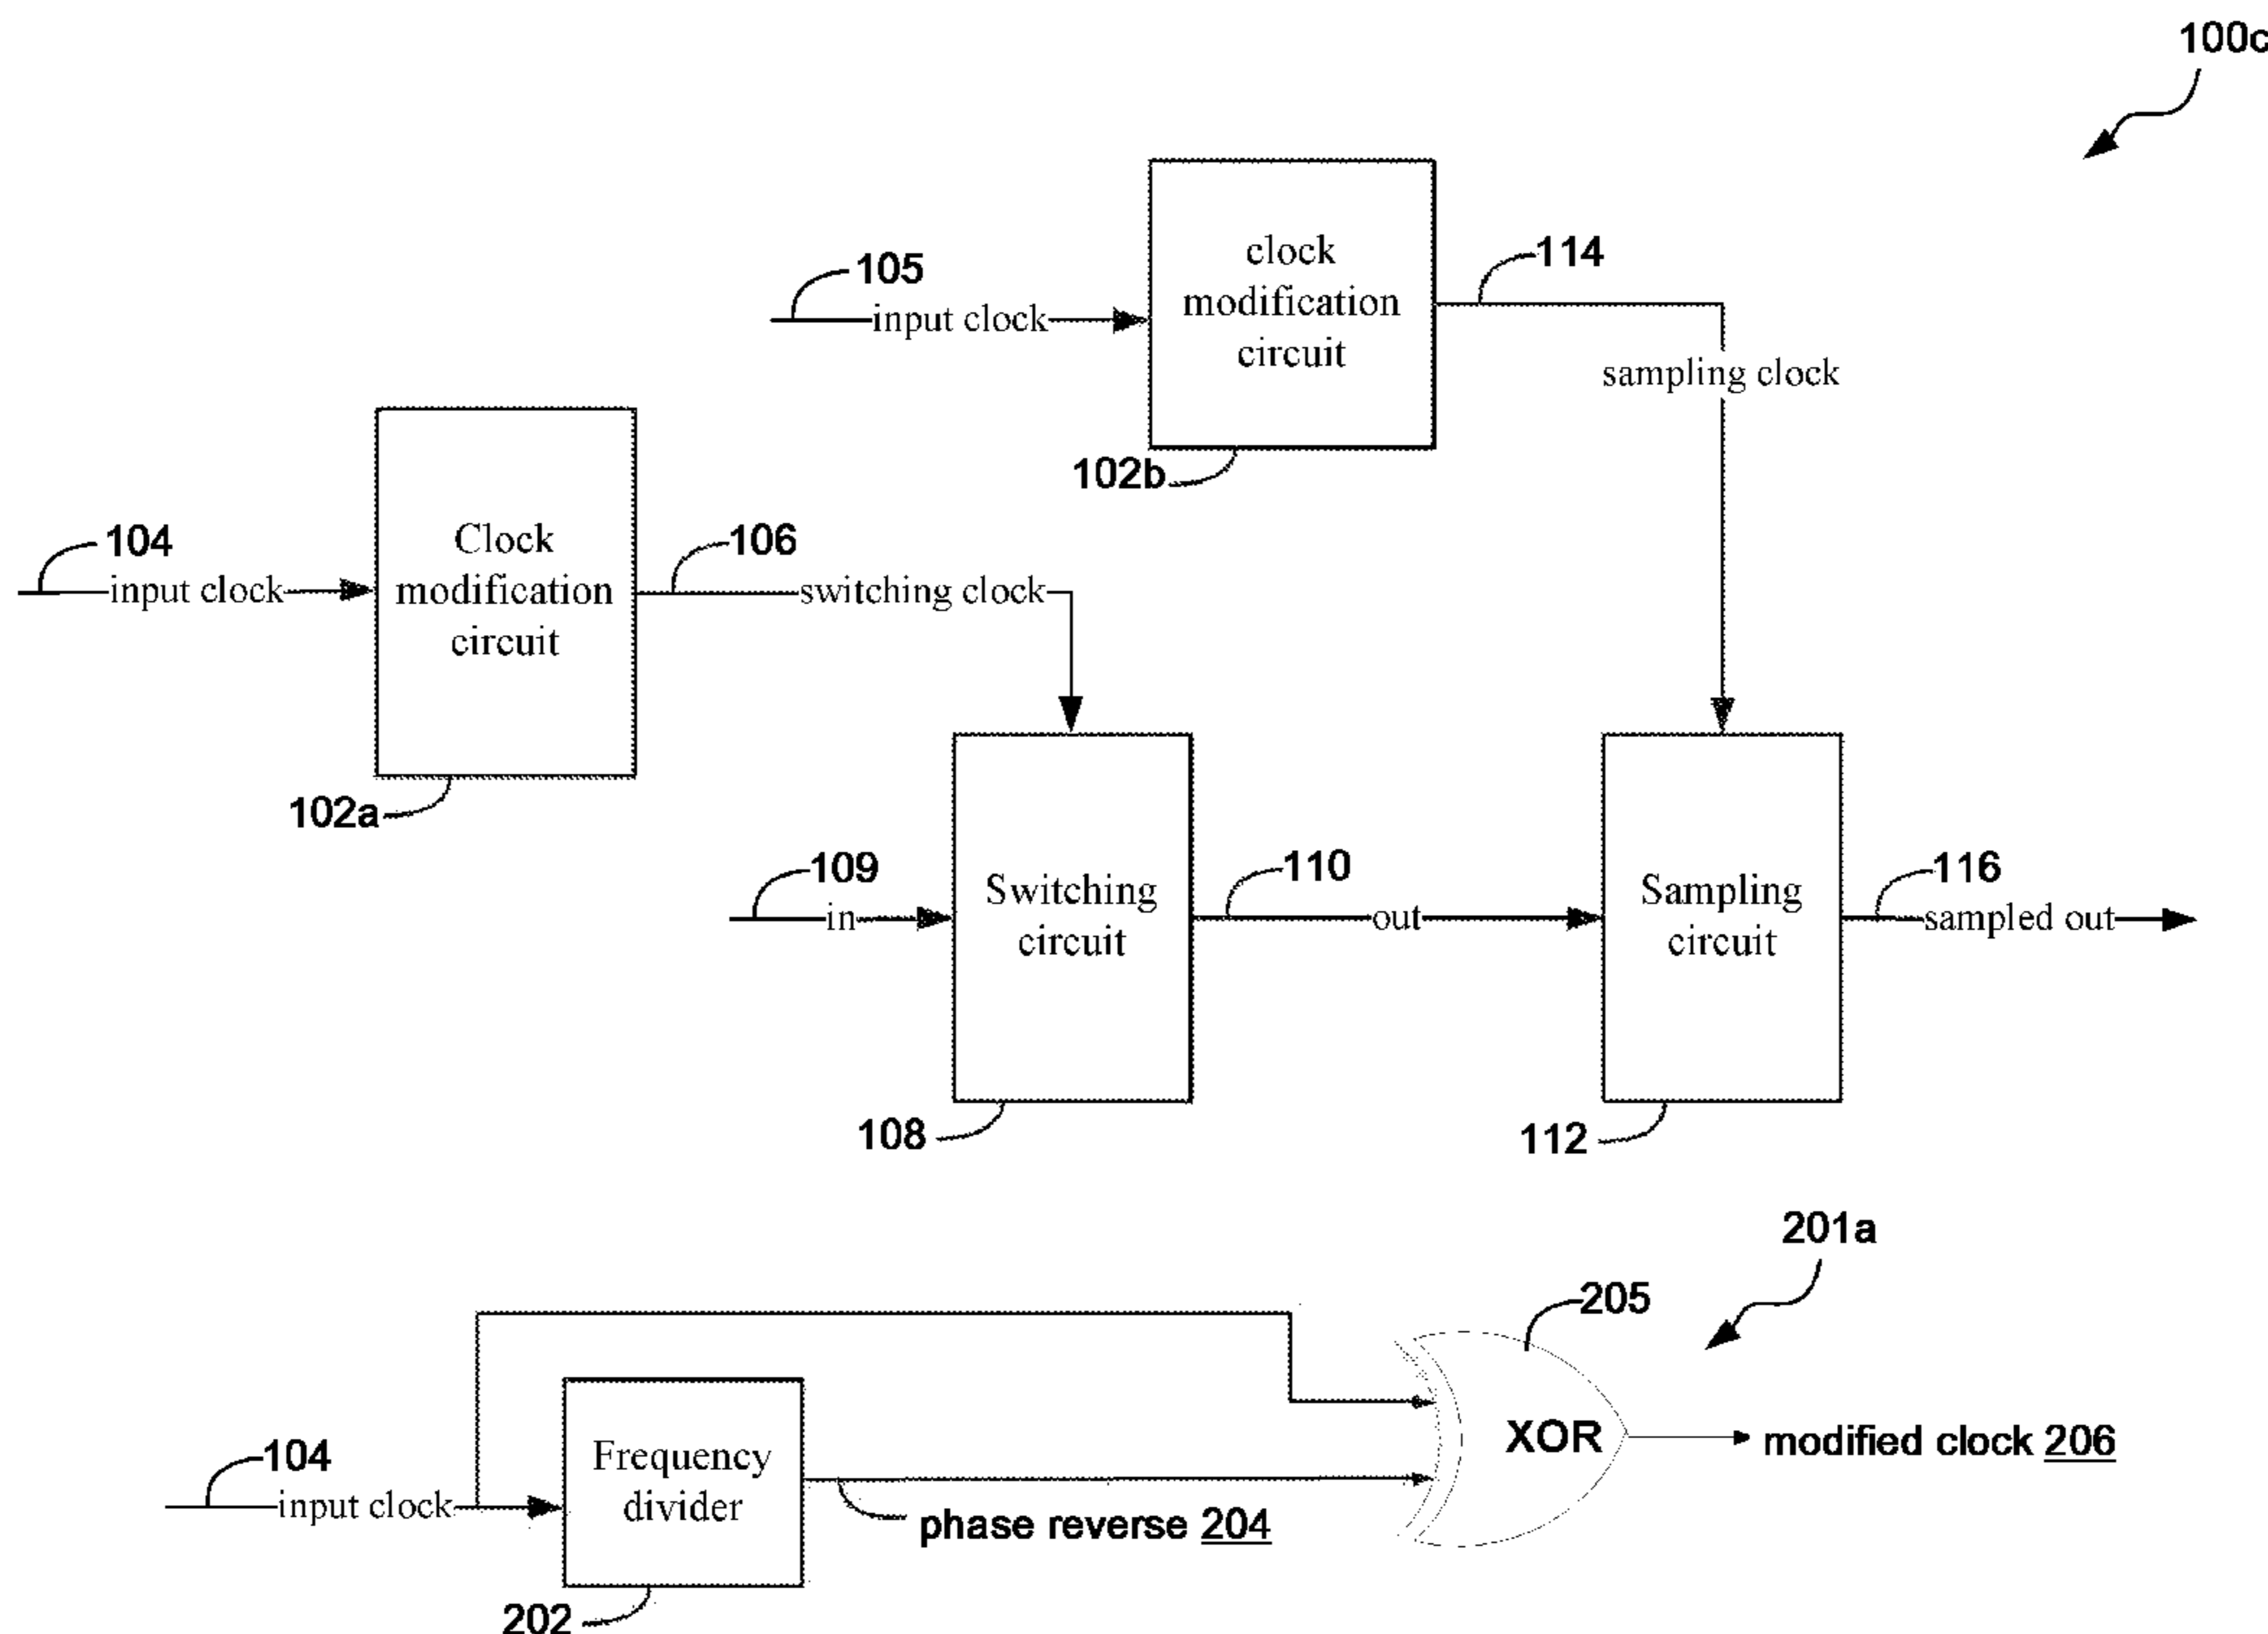 100c
clock
modification
circuit
105
input clock
114
sampling clock
102b
Clock
modification
circuit
104
input clock
106
switching clock
102a
109
in
Switching
circuit
110
out
Sampling
circuit
116
sampled out
108
112
201a
205
104
input clock
Frequency
divider
XOR
modified clock 206
phase reverse 204
202